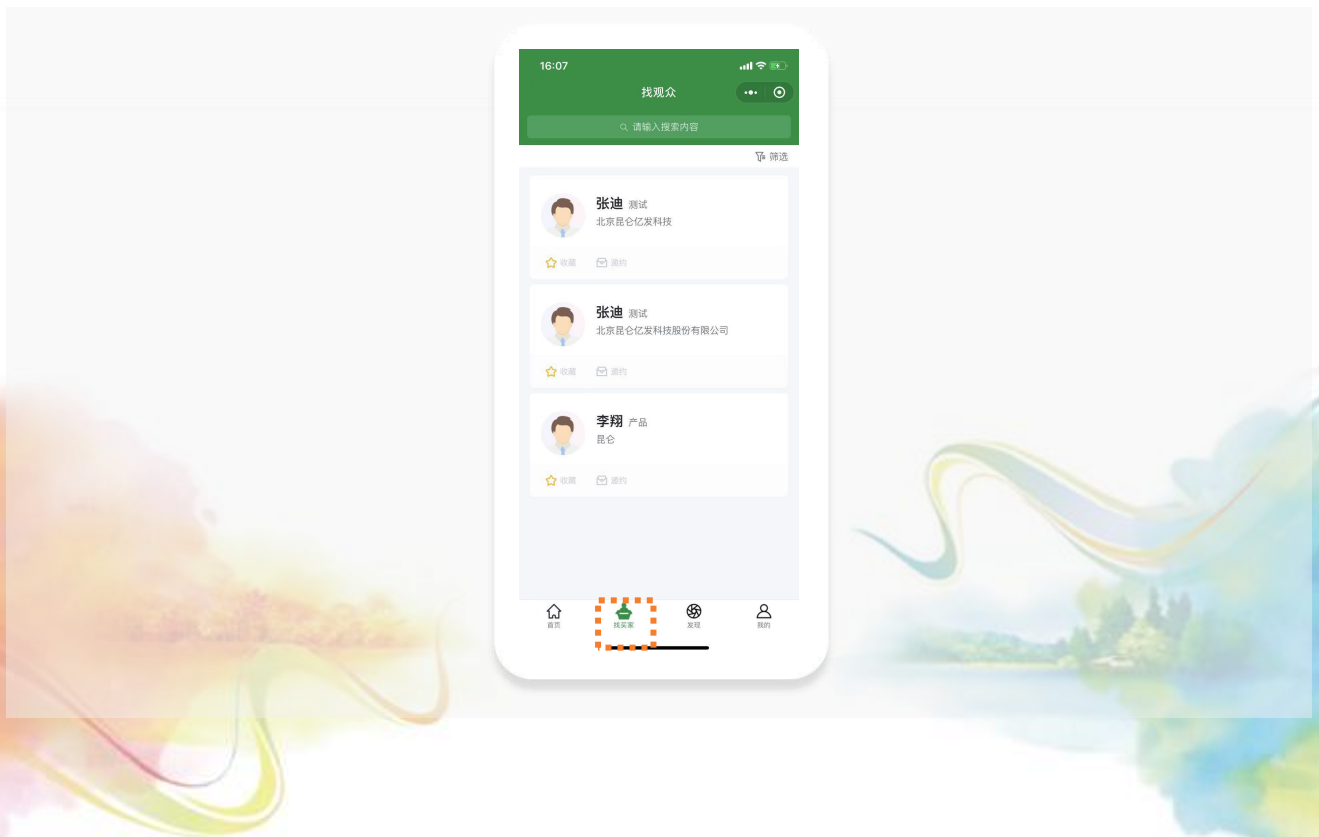 16:07
找观众
请输入搜索内容
筛选
张迪 测试
北京昆仑亿发科技
收藏 邀约
张迪 测试
北京昆仑亿发科技股份有限公司
收藏 邀约
李翔 产品
昆仑
收藏 邀约
首页 找买家 发现 我的